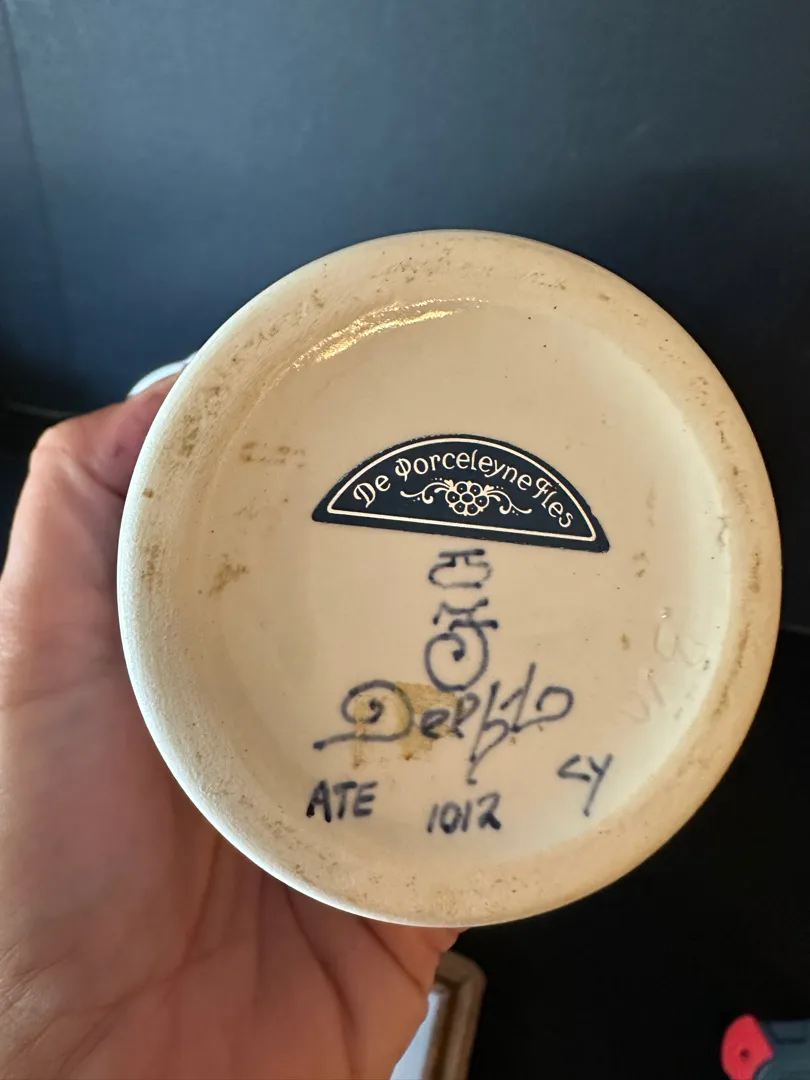 De Porceleyne Fles
Delft
ATE 1012 CY